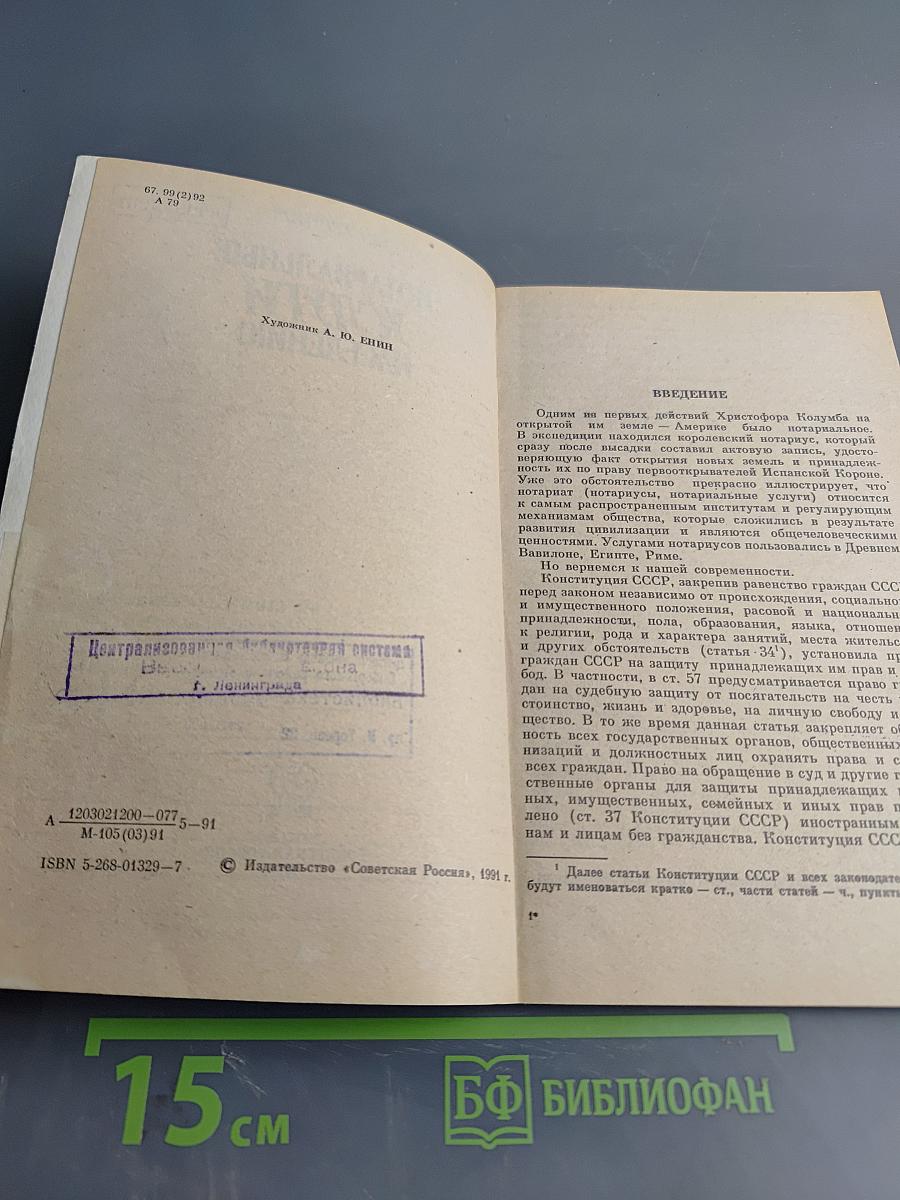 67. 99(2)92
А 79
Художник А. Ю. ЕНИН
Централизованная библиотечная система
г. Ленинграда
А 1203021200—077 5—91
М-105(03)91
ISBN 5-268-01329—7
© Издательство «Советская Россия», 1991 г.
ВВЕДЕНИЕ
Одним из первых действий Христофора Колумба на
открытой им земле — Америке было нотариальное.
В экспедиции находился королевский нотариус, который
сразу после высадки составил актовую запись, удосто-
веряющую факт открытия новых земель и принадлеж-
ность их по праву первооткрывателей Испанской Короне.
Уже это обстоятельство прекрасно иллюстрирует, что
нотариат (нотариусы, нотариальные услуги) относится
к самым распространенным институтам и регулирующим
механизмам общества, которые сложились в результате
развития цивилизации и являются общечеловеческими
ценностями. Услугами нотариусов пользовались в Древнем
Вавилоне, Египте, Риме.
Но вернемся к нашей современности.
Конституция СССР, закрепив равенство граждан СССР
перед законом независимо от происхождения, социально
и имущественного положения, расовой и национальн
принадлежности, пола, образования, языка, отношен
к религии, рода и характера занятий, места жительс
и других обстоятельств (статья 34¹), установила пр
граждан СССР на защиту принадлежащих им прав и
бод. В частности, в ст. 57 предусматривается право г
дан на судебную защиту от посягательств на честь
стоинство, жизнь и здоровье, на личную свободу и
щество. В то же время данная статья закрепляет об
ность всех государственных органов, общественных
низаций и должностных лиц охранять права и с
всех граждан. Право на обращение в суд и другие г
ственные органы для защиты принадлежащих
ных, имущественных, семейных и иных прав п
лено (ст. 37 Конституции СССР) иностранным
нам и лицам без гражданства. Конституция СССР
¹ Далее статьи Конституции СССР и всех законодате
будут именоваться кратко — ст., части статей — ч., пункты
1*
15 см
БФ БИБЛИОФАН